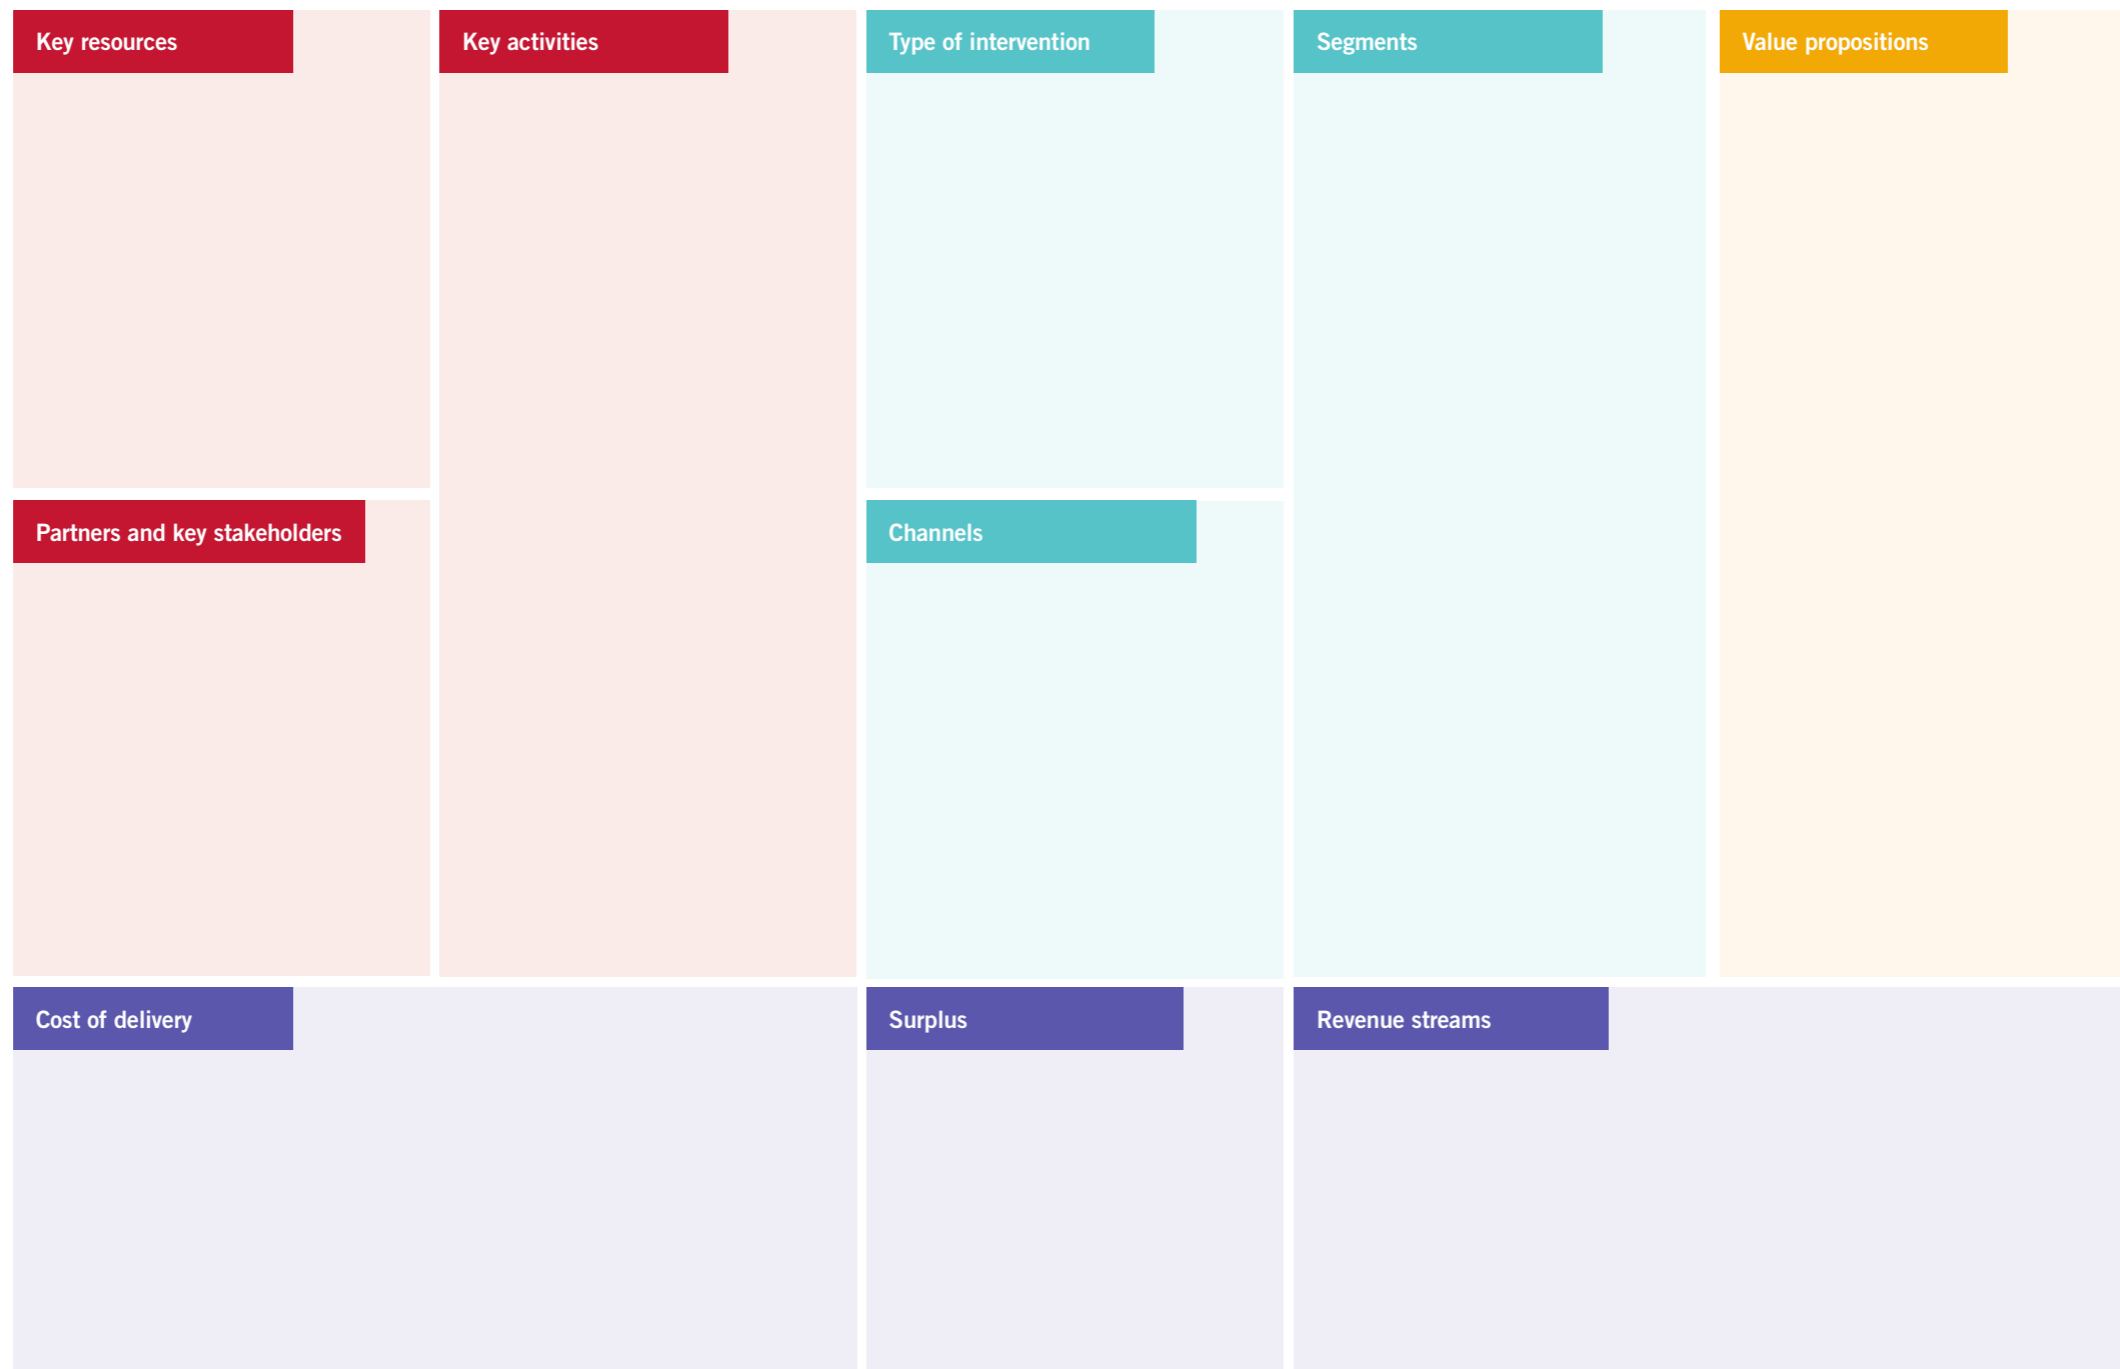 Key resources
Key activities
Type of intervention
Segments
Value propositions
Partners and key stakeholders
Channels
Cost of delivery
Surplus
Revenue streams